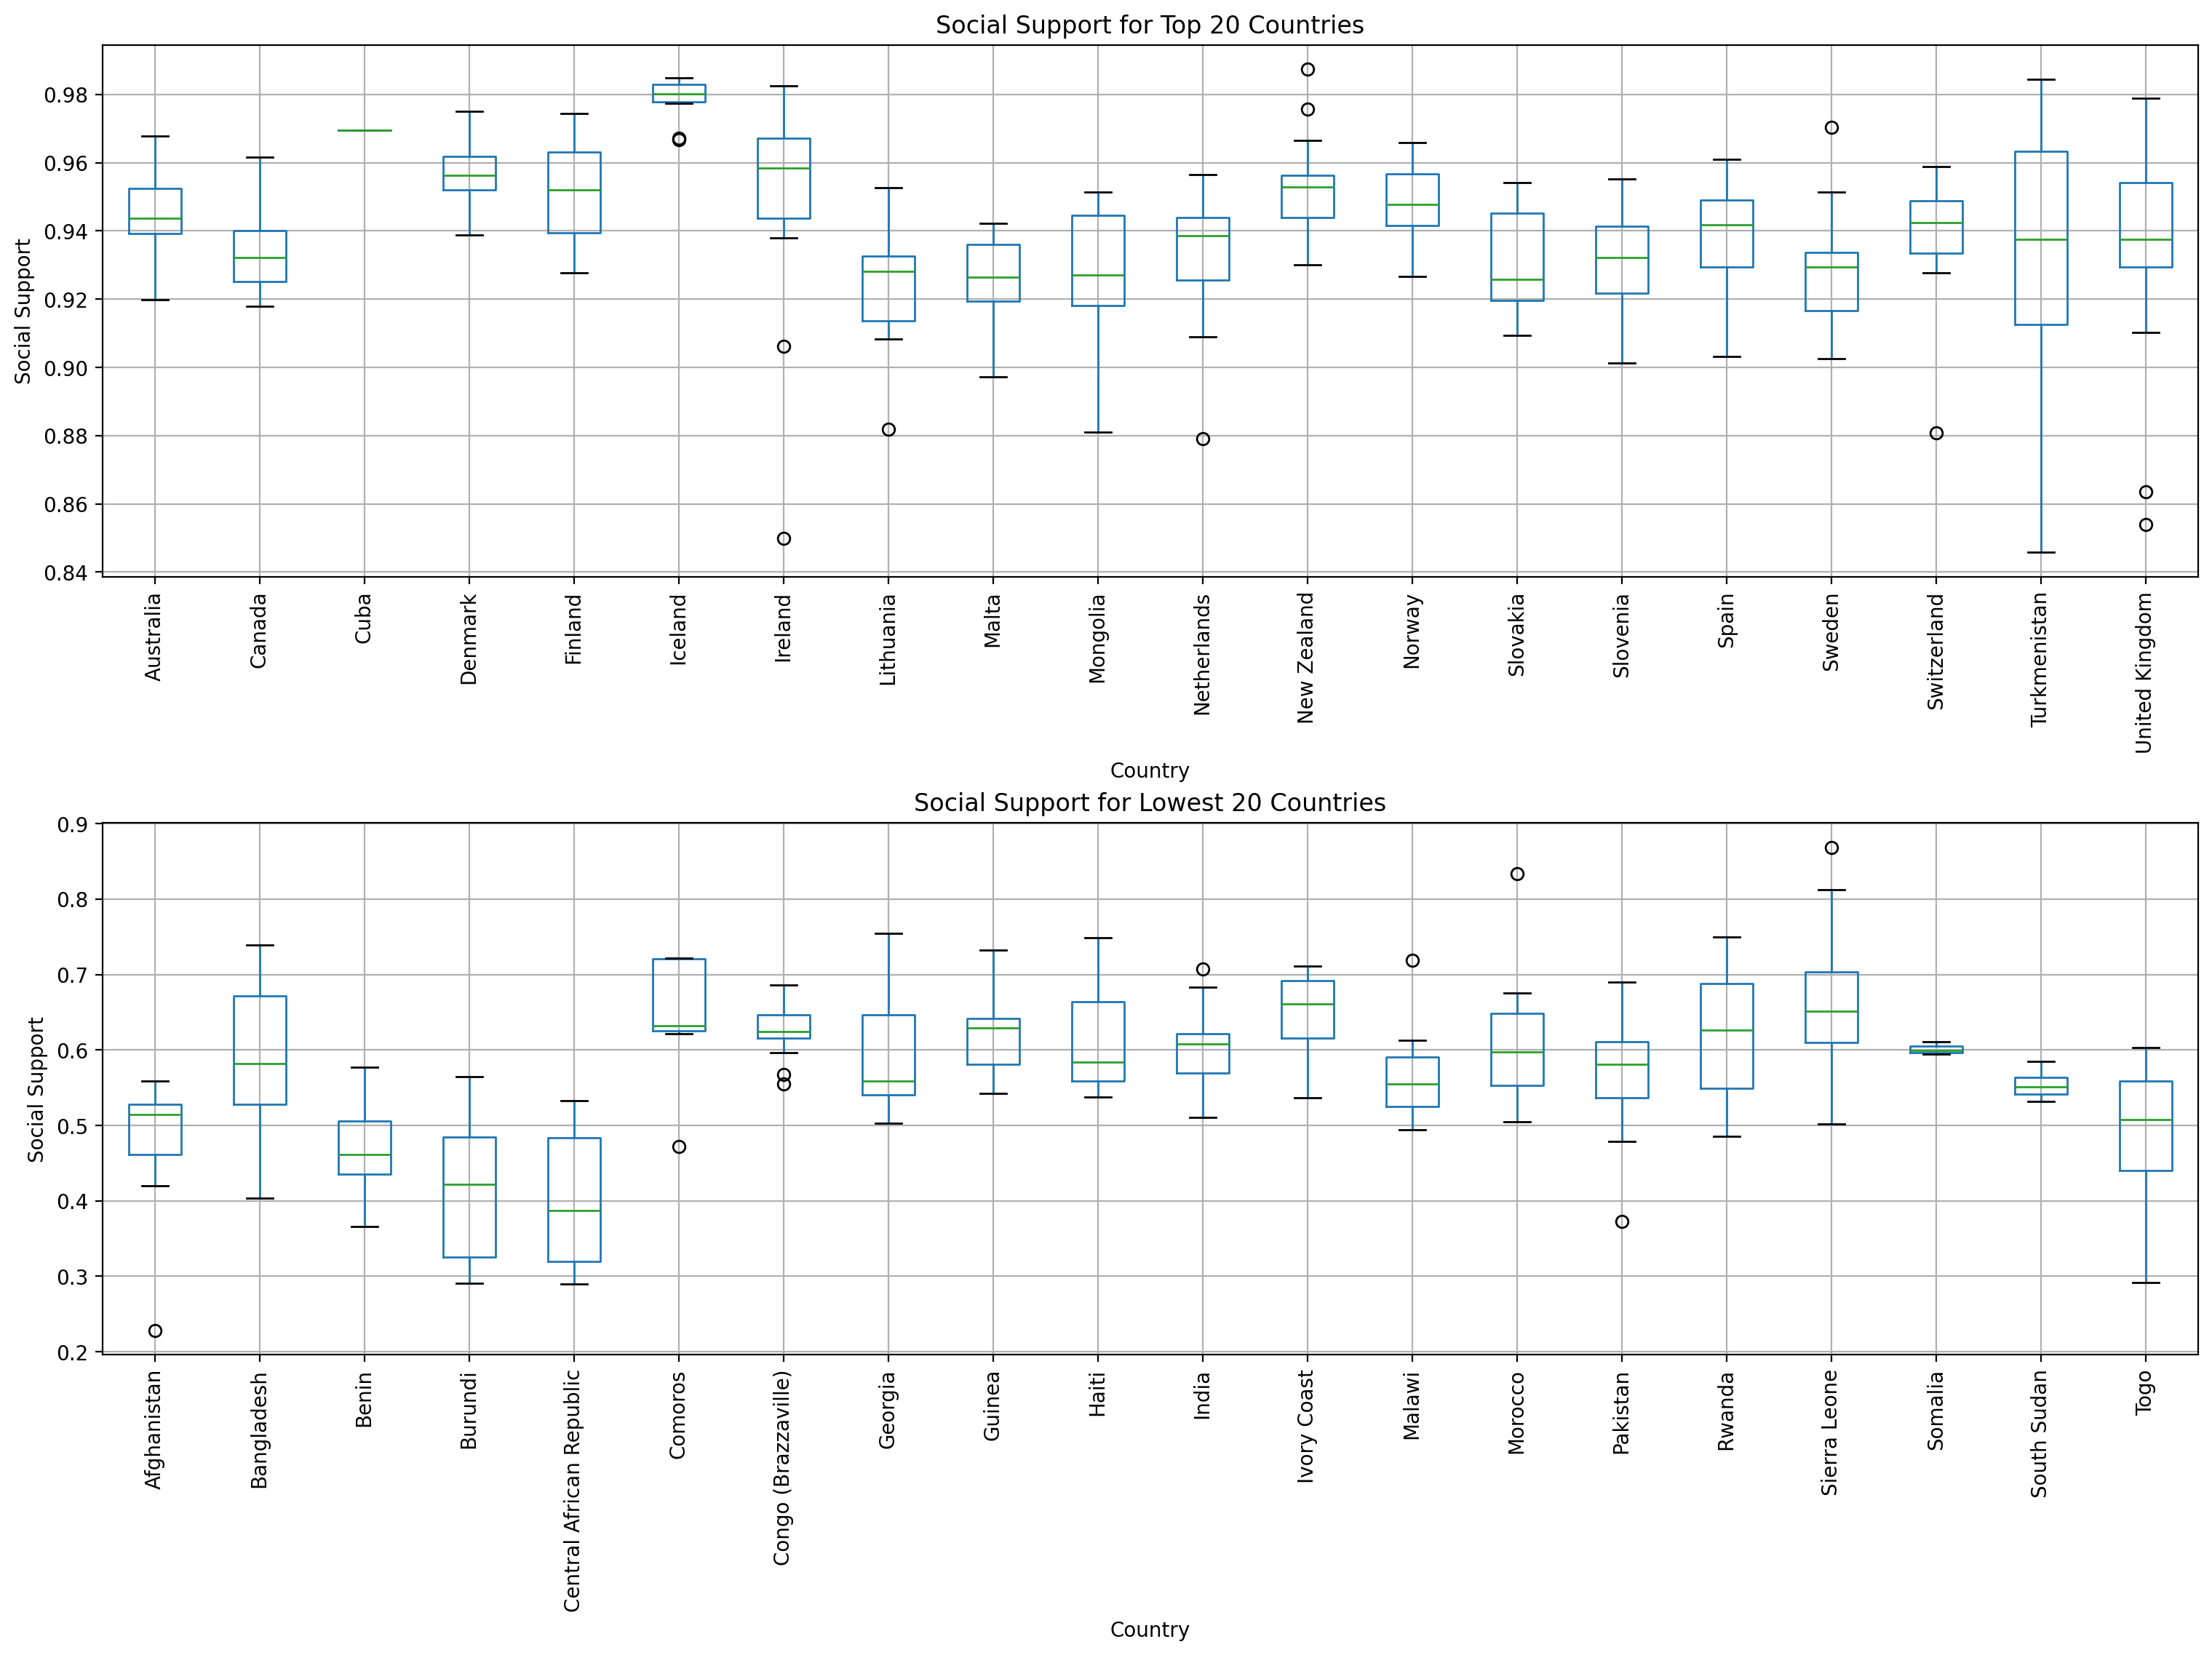 Social Support for Top 20 Countries
Social Support
0.98
0.96
0.94
0.92
0.90
0.88
0.86
0.84
Australia
Canada
Cuba
Denmark
Finland
Iceland
Ireland
Lithuania
Malta
Mongolia
Netherlands
New Zealand
Norway
Slovakia
Slovenia
Spain
Sweden
Switzerland
Turkmenistan
United Kingdom
Country
Social Support for Lowest 20 Countries
Social Support
0.9
0.8
0.7
0.6
0.5
0.4
0.3
0.2
Afghanistan
Bangladesh
Benin
Burundi
Central African Republic
Comoros
Congo (Brazzaville)
Georgia
Guinea
Haiti
India
Ivory Coast
Malawi
Morocco
Pakistan
Rwanda
Sierra Leone
Somalia
South Sudan
Togo
Country